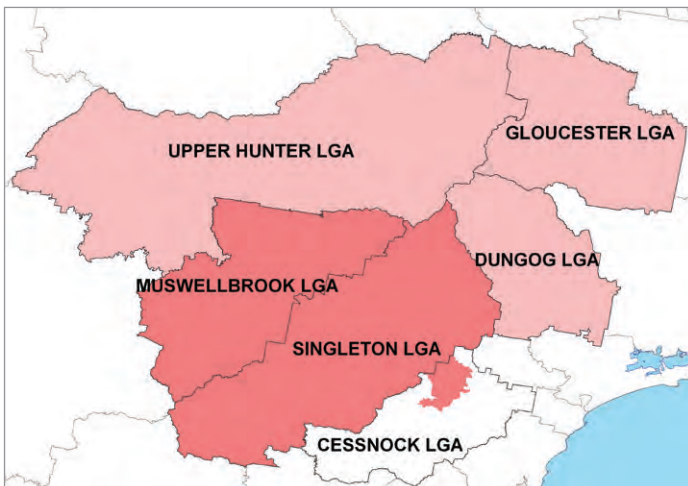 UPPER HUNTER LGA
GLOUCESTER LGA
DUNGOG LGA
MUSWELLBROOK LGA
SINGLETON LGA
CESSNOCK LGA